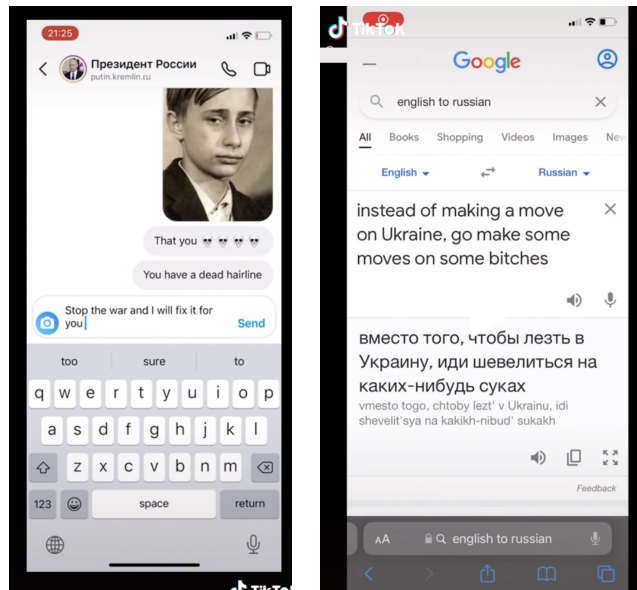 21:25
Президент России
putin.kremlin.ru
That you 💀 💀 💀 💀
You have a dead hairline
Stop the war and I will fix it for
you
Send
too sure to
q w e r t y u i o p
a s d f g h j k l
z x c v b n m
123 space return
TikTok
TikTok
Google
english to russian
All Books Shopping Videos Images New
English Russian
instead of making a move
on Ukraine, go make some
moves on some bitches
вместо того, чтобы лезть в
Украину, иди шевелиться на
каких-нибудь суках
vmesto togo, chtoby lezt' v Ukrainu, idi
shevelit'sya na kakikh-nibud' sukakh
Feedback
AA english to russian